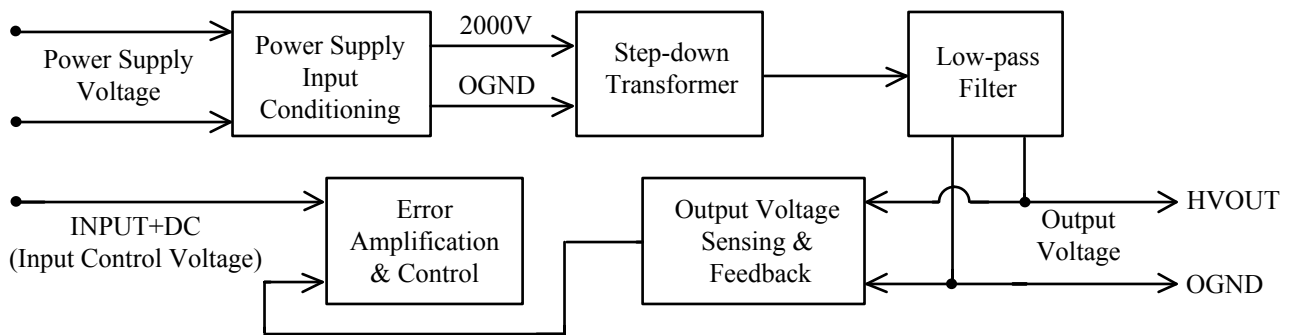 Power Supply
Voltage
Power Supply
Input
Conditioning
2000V
OGND
Step-down
Transformer
Low-pass
Filter
INPUT+DC
(Input Control Voltage)
Error
Amplification
& Control
Output Voltage
Sensing &
Feedback
Output
Voltage
HVOUT
OGND